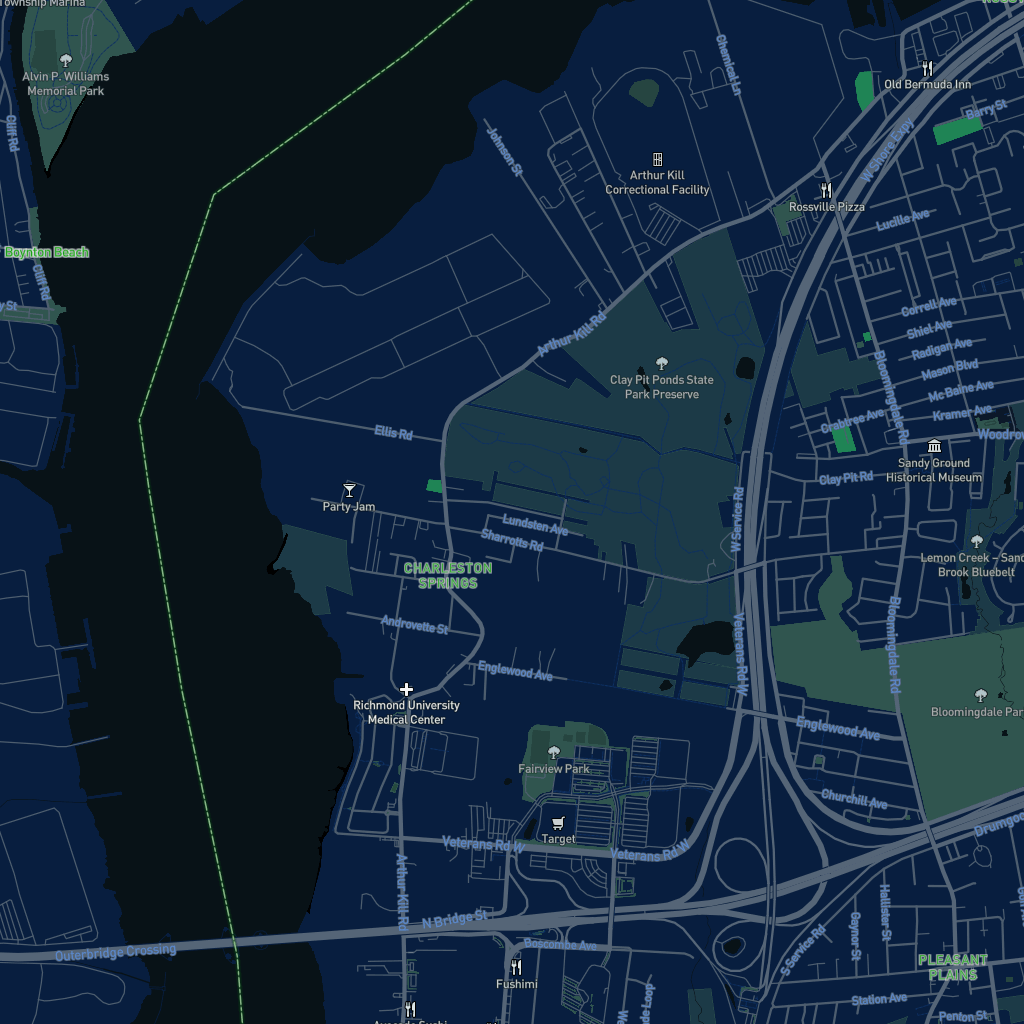 Township Marina
Alvin P. Williams
Memorial Park
Cliff Rd
Boynton Beach
Cliff Rd
Chemical Ln
Old Bermuda Inn
Barry St
W Shore Expy
Johnson St
Arthur Kill
Correctional Facility
Rossville Pizza
Lucille Ave
Arthur Kill Rd
Correll Ave
Shiel Ave
Radigan Ave
Mason Blvd
Mc Baine Ave
Kramer Ave
Bloomingdale Rd
Crabtree Ave
Clay Pit Ponds State
Park Preserve
Ellis Rd
Sandy Ground
Historical Museum
Clay Pit Rd
Party Jam
Lundsten Ave
Sharrotts Rd
W Service Rd
CHARLESTON
SPRINGS
Lemon Creek – Sand
Brook Bluebelt
Androvette St
Englewood Ave
Veterans Rd W
Bloomingdale Rd
Richmond University
Medical Center
Bloomingdale Par
Englewood Ave
Fairview Park
Churchill Ave
Target
Veterans Rd W
Veterans Rd W
Arthur Kill Rd
N Bridge St
Outerbridge Crossing
Boscombe Ave
S Service Rd
Gaynor St
Hollister St
PLEASANT
PLAINS
Fushimi
Station Ave
Penton St